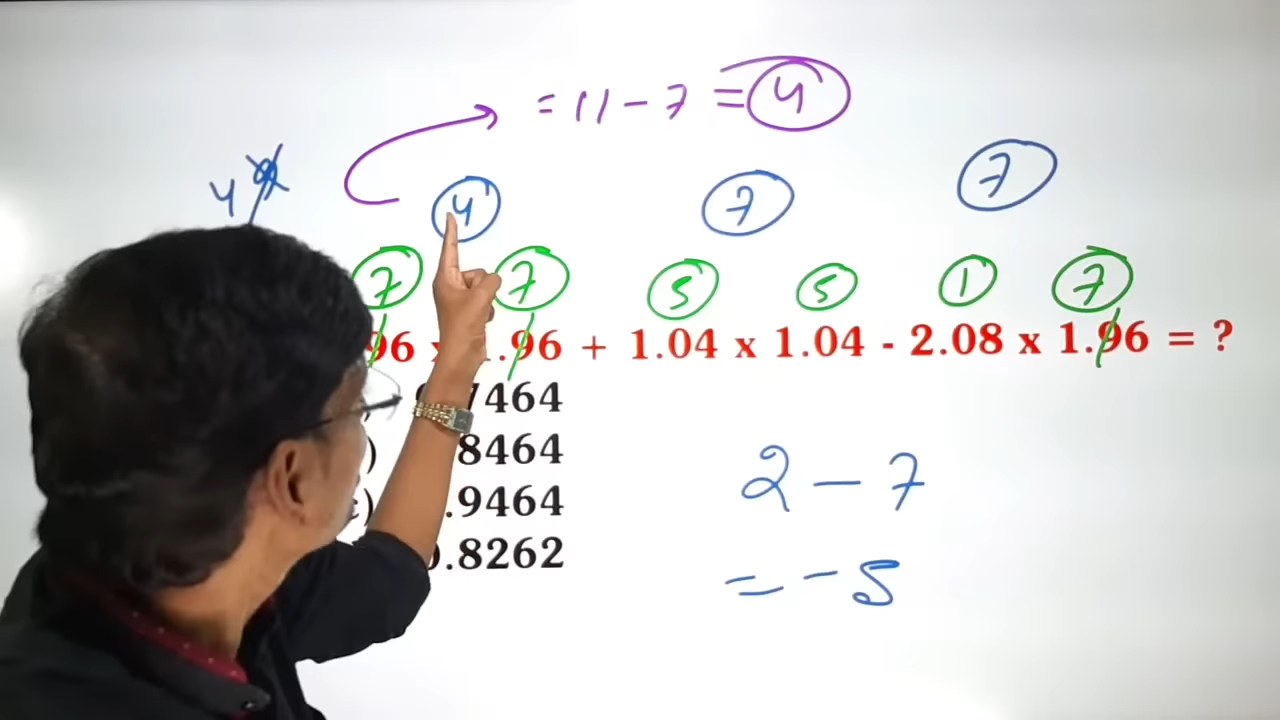 = 11 - 7 = 4
4 8
4 7 7
7 7 5 5 1 7
96 x 1.96 + 1.04 x 1.04 - 2.08 x 1.96 = ?
7464
) 8464
c) .9464
0.8262
2 - 7
= - 5